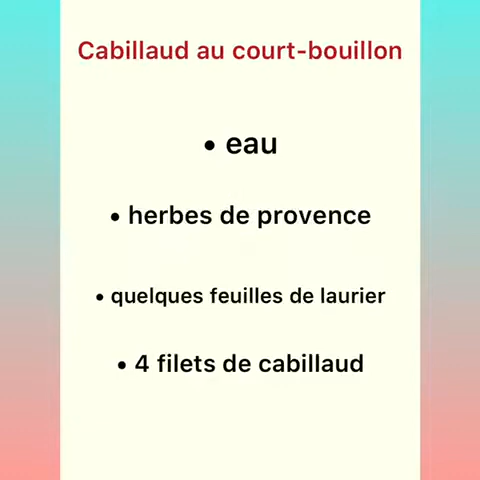 Cabillaud au court-bouillon
• eau
• herbes de provence
• quelques feuilles de laurier
• 4 filets de cabillaud